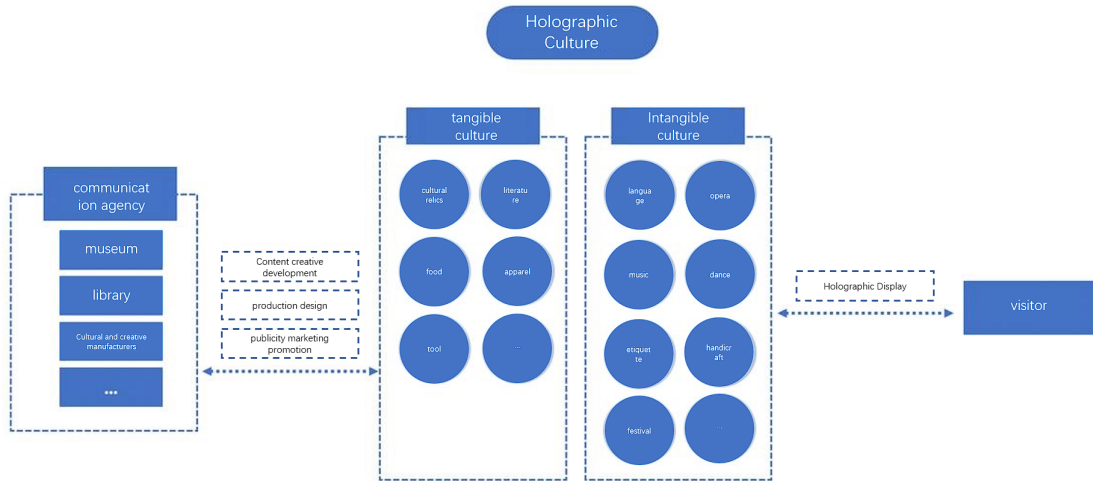 Holographic
Culture
tangible
culture
Intangible
culture
communicat
ion agency
museum
library
Cultural and creative
manufacturers
...
Content creative
development
production design
publicity marketing
promotion
cultural
relics
literatu
re
food
apparel
tool
...
langua
ge
opera
music
dance
etiquet
te
handicr
aft
festival
...
Holographic Display
visitor